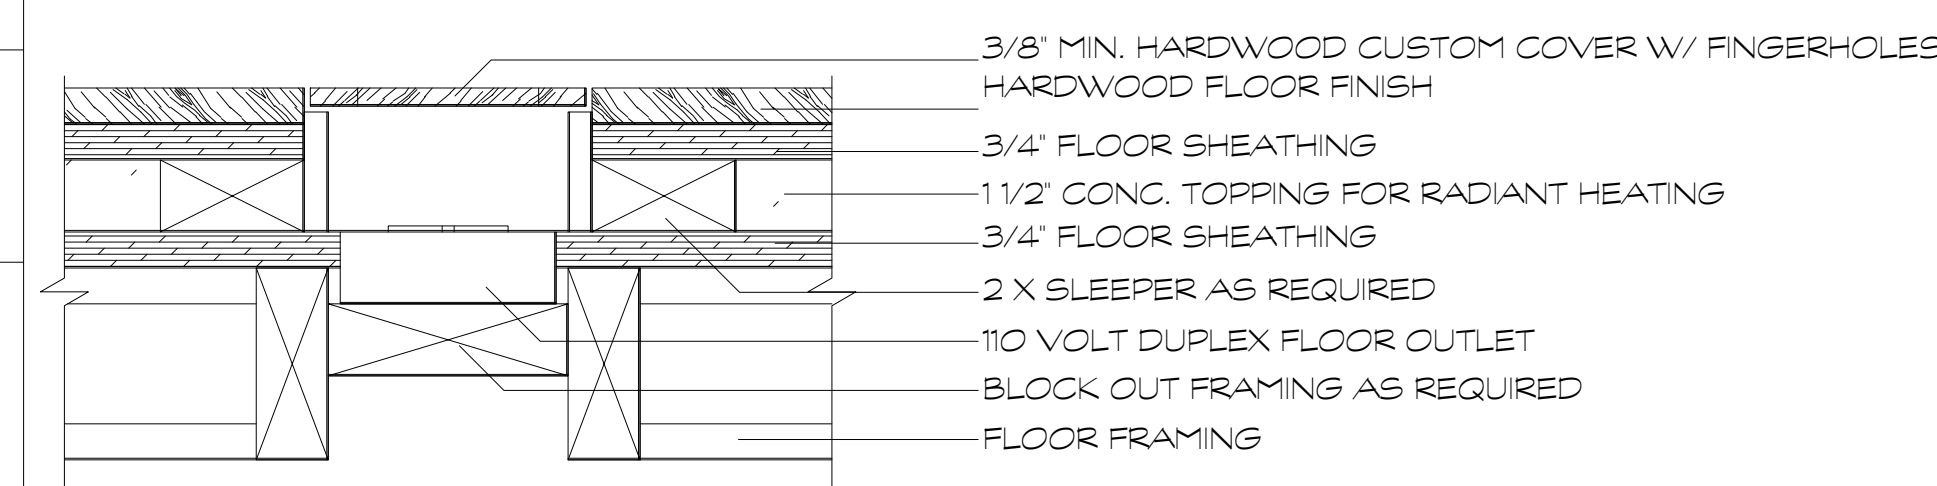 3/8" MIN. HARDWOOD CUSTOM COVER W/ FINGERHOLES
HARDWOOD FLOOR FINISH
3/4" FLOOR SHEATHING
1 1/2" CONC. TOPPING FOR RADIANT HEATING
3/4" FLOOR SHEATHING
2 X SLEEPER AS REQUIRED
110 VOLT DUPLEX FLOOR OUTLET
BLOCK OUT FRAMING AS REQUIRED
FLOOR FRAMING